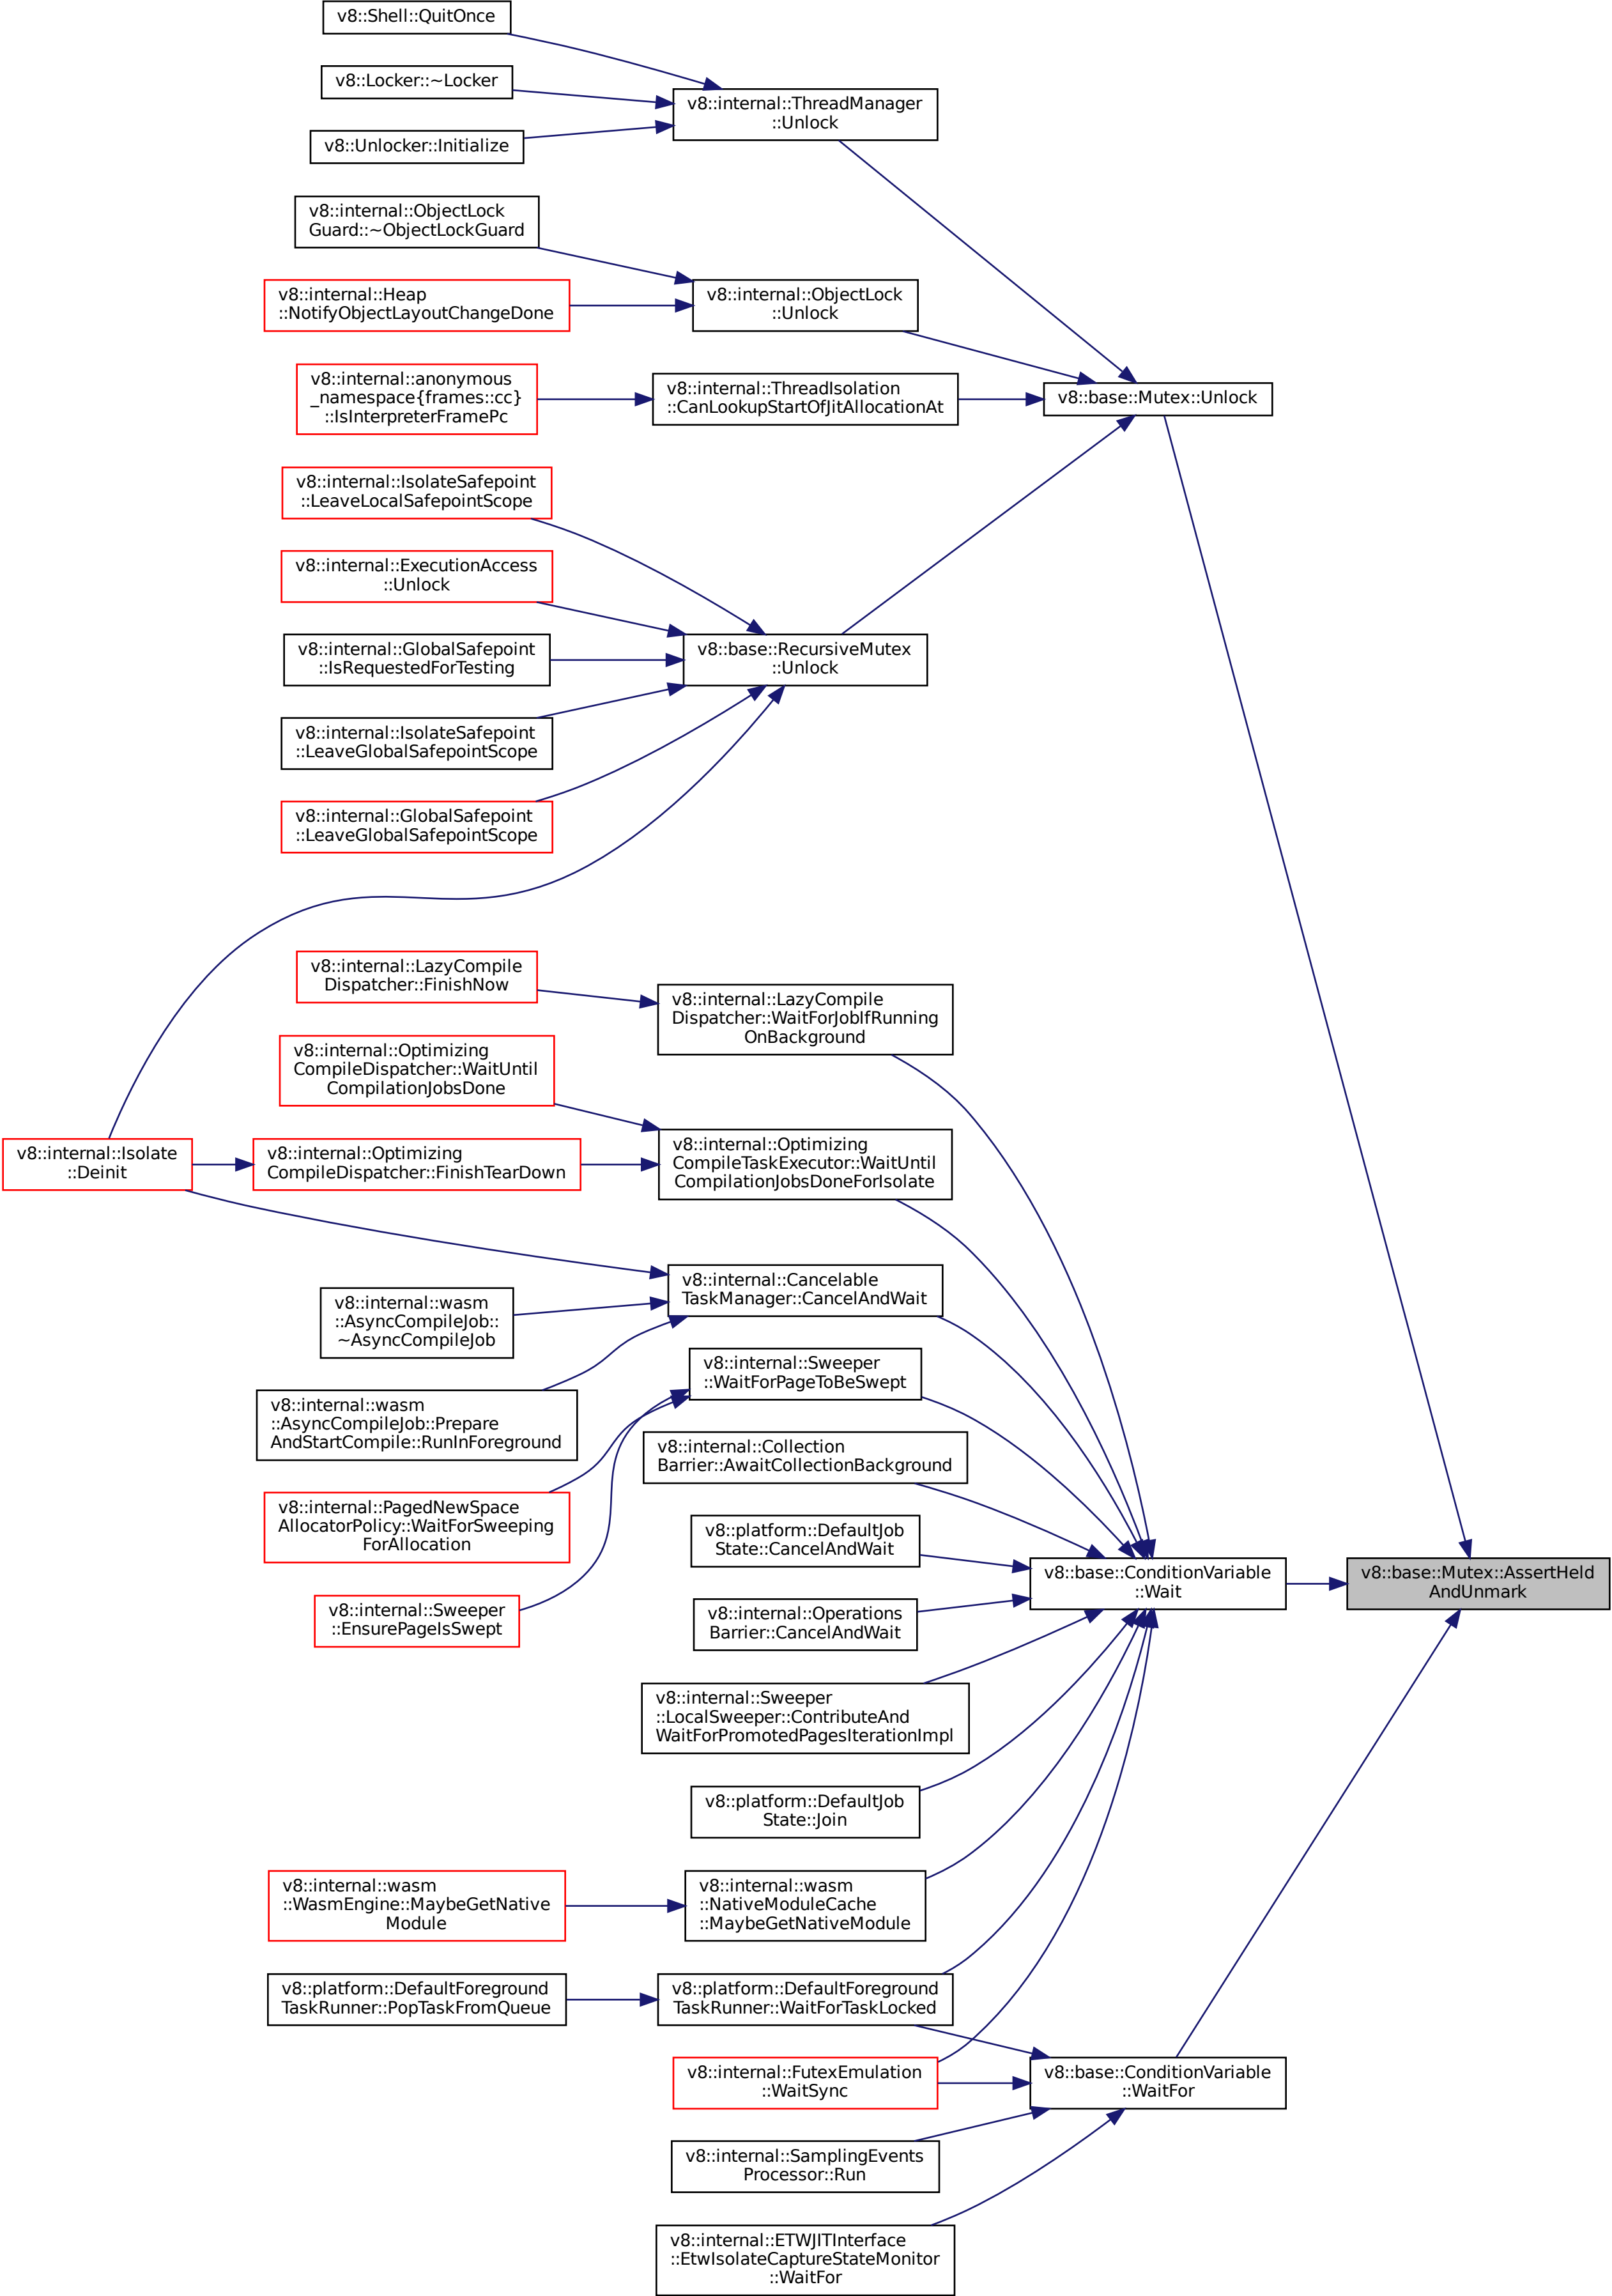 v8::Shell::QuitOnce
v8::Locker::~Locker
v8::Unlocker::Initialize
v8::internal::ThreadManager
::Unlock
v8::internal::ObjectLock
Guard::~ObjectLockGuard
v8::internal::Heap
::NotifyObjectLayoutChangeDone
v8::internal::ObjectLock
::Unlock
v8::internal::anonymous
_namespace{frames::cc}
::IsInterpreterFramePc
v8::internal::ThreadIsolation
::CanLookupStartOfJitAllocationAt
v8::base::Mutex::Unlock
v8::internal::IsolateSafepoint
::LeaveLocalSafepointScope
v8::internal::ExecutionAccess
::Unlock
v8::internal::GlobalSafepoint
::IsRequestedForTesting
v8::base::RecursiveMutex
::Unlock
v8::internal::IsolateSafepoint
::LeaveGlobalSafepointScope
v8::internal::GlobalSafepoint
::LeaveGlobalSafepointScope
v8::internal::LazyCompile
Dispatcher::FinishNow
v8::internal::LazyCompile
Dispatcher::WaitForJobIfRunning
OnBackground
v8::internal::Optimizing
CompileDispatcher::WaitUntil
CompilationJobsDone
v8::internal::Isolate
::Deinit
v8::internal::Optimizing
CompileDispatcher::FinishTearDown
v8::internal::Optimizing
CompileTaskExecutor::WaitUntil
CompilationJobsDoneForIsolate
v8::internal::Cancelable
TaskManager::CancelAndWait
v8::internal::wasm
::AsyncCompileJob::
~AsyncCompileJob
v8::internal::Sweeper
::WaitForPageToBeSwept
v8::internal::wasm
::AsyncCompileJob::Prepare
AndStartCompile::RunInForeground
v8::internal::Collection
Barrier::AwaitCollectionBackground
v8::internal::PagedNewSpace
AllocatorPolicy::WaitForSweeping
ForAllocation
v8::platform::DefaultJob
State::CancelAndWait
v8::base::ConditionVariable
::Wait
v8::base::Mutex::AssertHeld
AndUnmark
v8::internal::Sweeper
::EnsurePageIsSwept
v8::internal::Operations
Barrier::CancelAndWait
v8::internal::Sweeper
::LocalSweeper::ContributeAnd
WaitForPromotedPagesIterationImpl
v8::platform::DefaultJob
State::Join
v8::internal::wasm
::WasmEngine::MaybeGetNative
Module
v8::internal::wasm
::NativeModuleCache
::MaybeGetNativeModule
v8::platform::DefaultForeground
TaskRunner::PopTaskFromQueue
v8::platform::DefaultForeground
TaskRunner::WaitForTaskLocked
v8::internal::FutexEmulation
::WaitSync
v8::base::ConditionVariable
::WaitFor
v8::internal::SamplingEvents
Processor::Run
v8::internal::ETWJITInterface
::EtwIsolateCaptureStateMonitor
::WaitFor